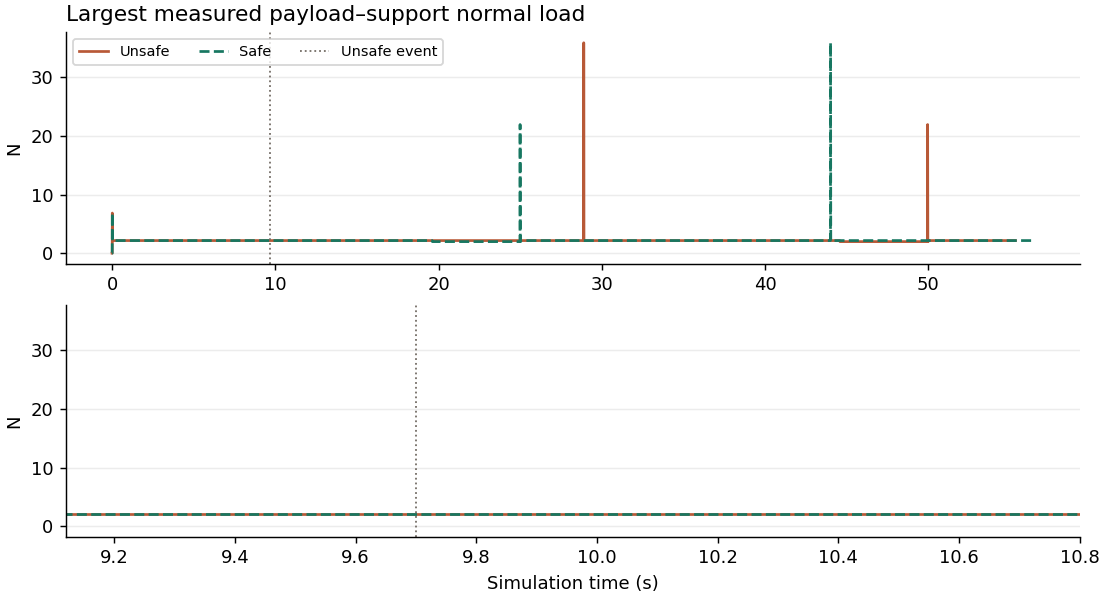 Largest measured payload–support normal load
Unsafe Safe Unsafe event
30
20
10
0
N
0 10 20 30 40 50
30
20
10
0
N
9.2 9.4 9.6 9.8 10.0 10.2 10.4 10.6 10.8
Simulation time (s)